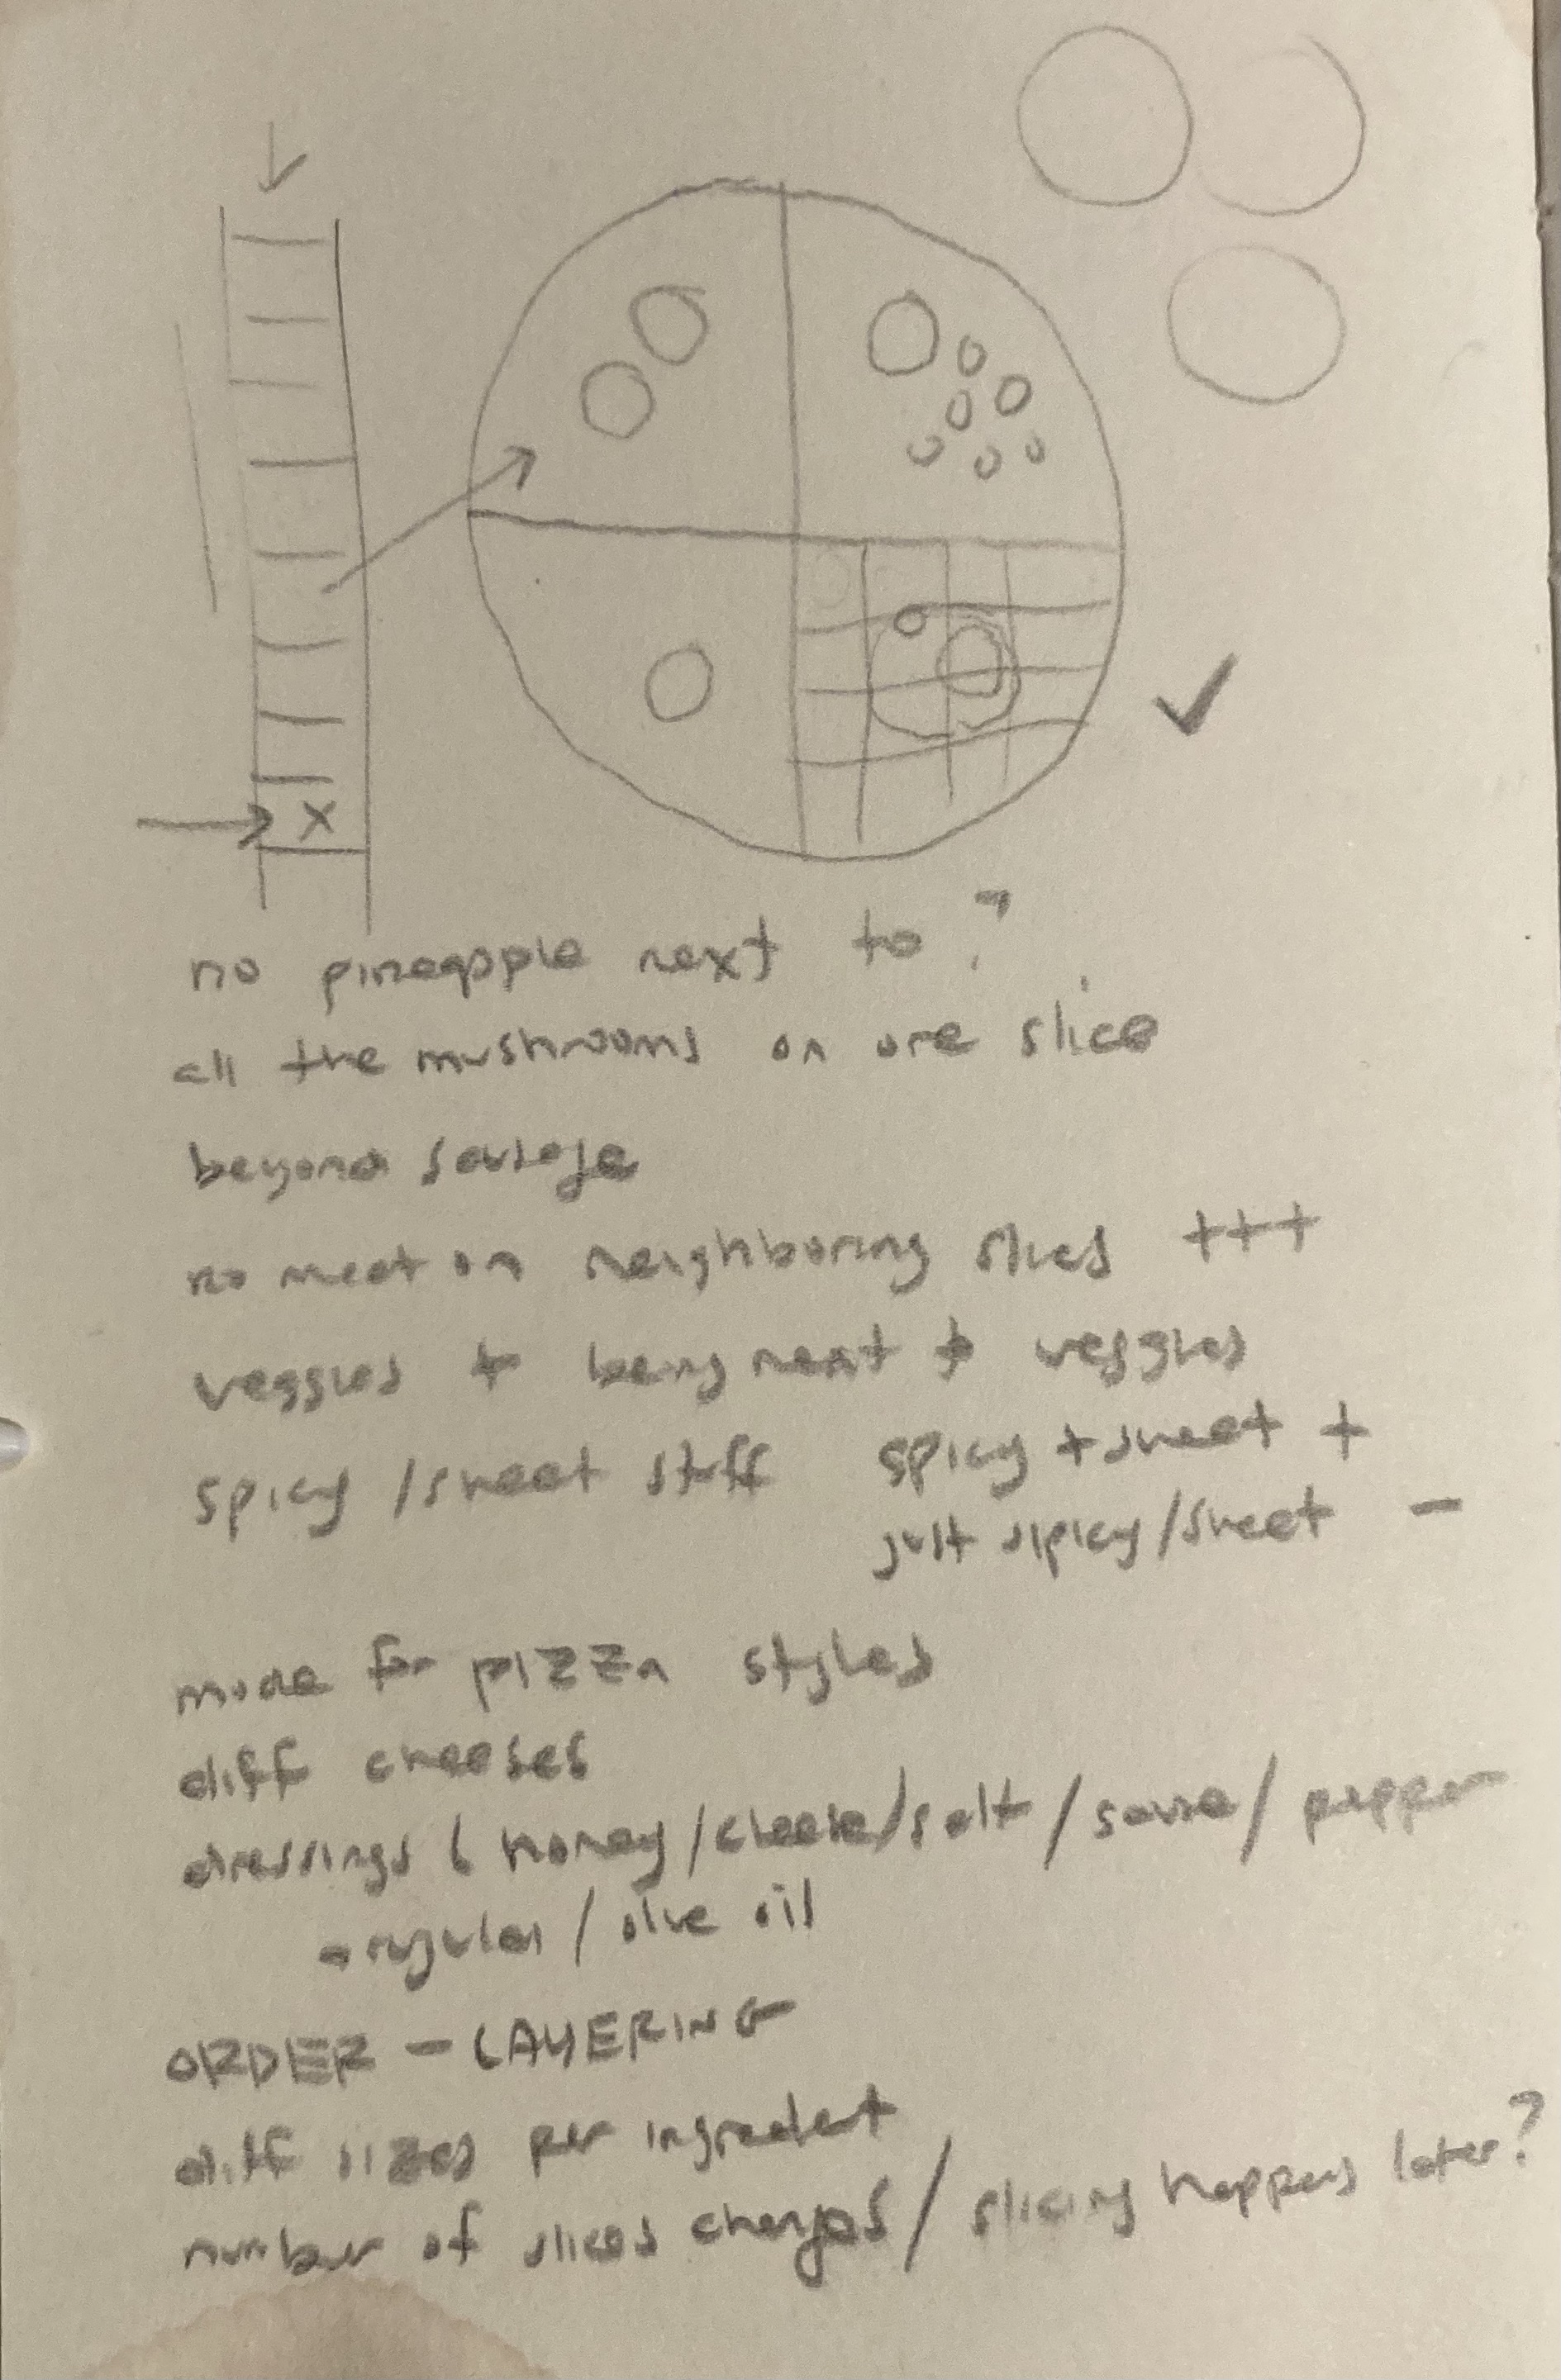 x
no pineapple next to ?
all the mushrooms on one slice
beyond sausage
no meat on neighboring slices +++
veggies + being next to veggies
spicy / sweet stuff spicy + sweet +
just spicy / sweet -
mode for pizza styles
diff cheeses
dressings ( honey / cheese / salt / sauce / pepper
arugula / olive oil
ORDER - LAYERING
diff sizes per ingredient
number of slices changes / slicing happens later?